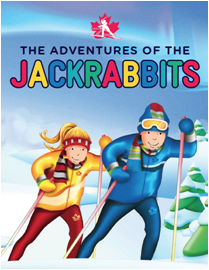 THE ADVENTURES OF THE
JACKRABBITS